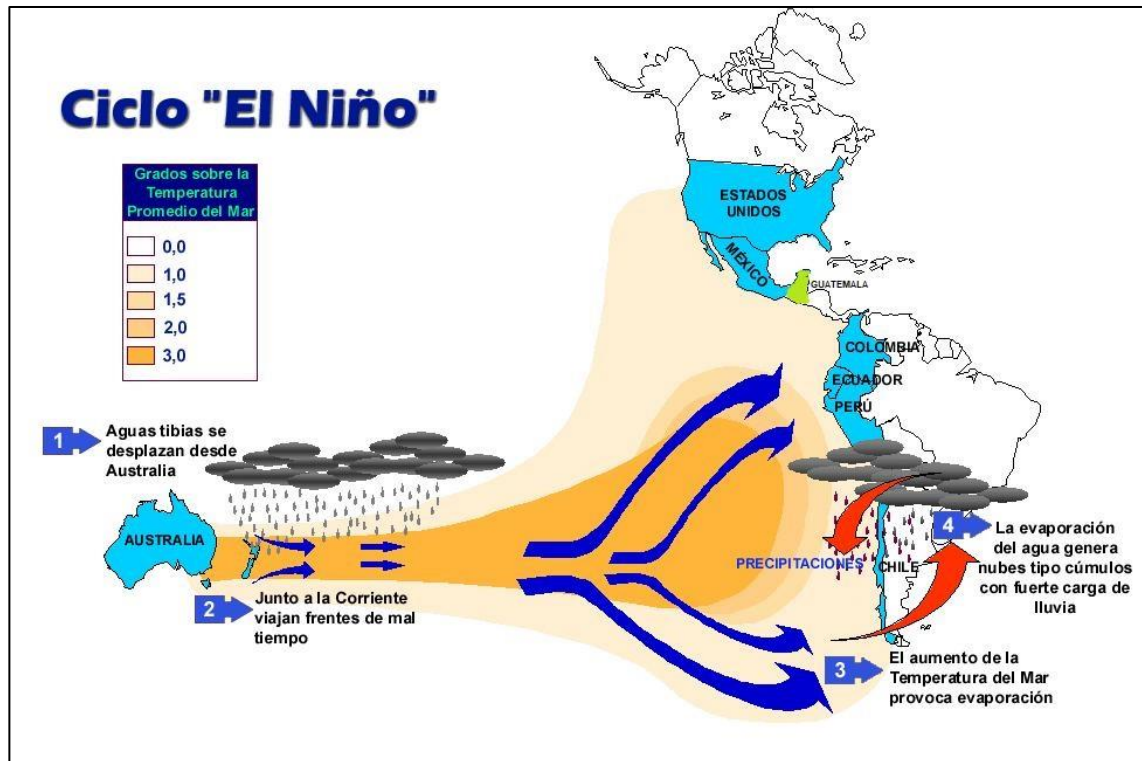 Ciclo "El Niño"
Grados sobre la
Temperatura
Promedio del Mar
0,0
1,0
1,5
2,0
3,0
ESTADOS
UNIDOS
MÉXICO
GUATEMALA
COLOMBIA
ECUADOR
PERÚ
1
Aguas tibias se
desplazan desde
Australia
AUSTRALIA
2
Junto a la Corriente
viajan frentes de mal
tiempo
PRECIPITACIONES
CHILE
3
El aumento de la
Temperatura del Mar
provoca evaporación
4
La evaporación
del agua genera
nubes tipo cúmulos
con fuerte carga de
lluvia